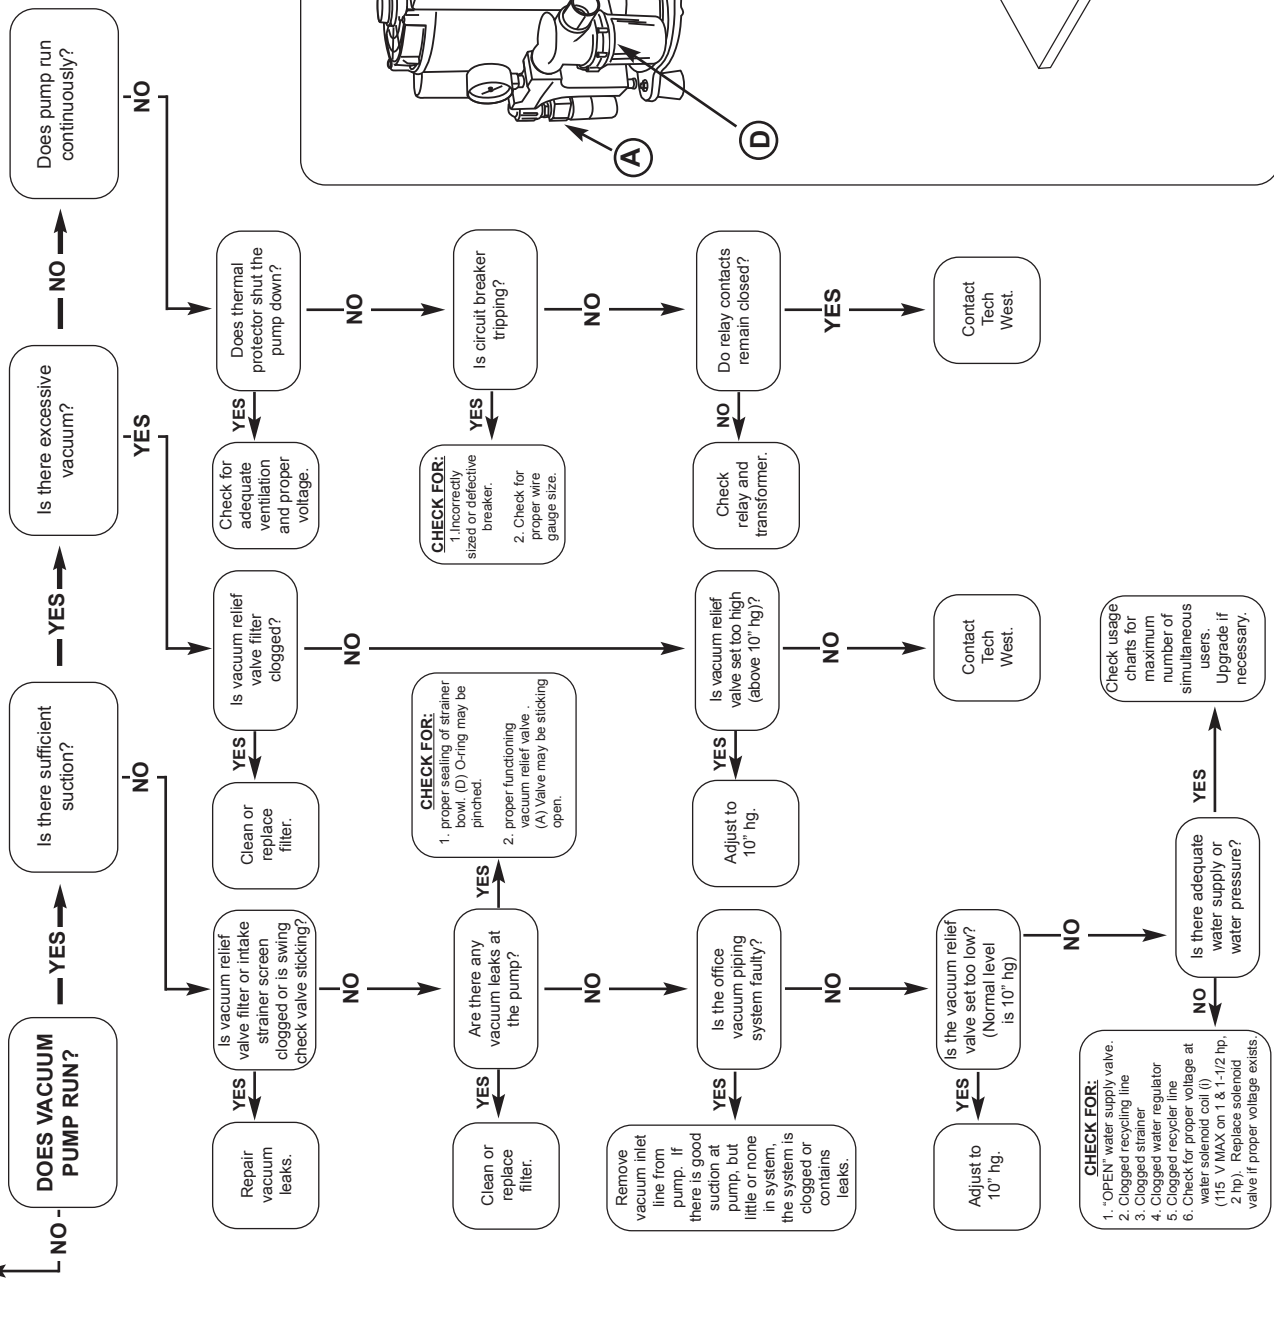 NO
DOES VACUUM
PUMP RUN?
YES
Is there sufficient
suction?
YES
Is there excessive
vacuum?
NO
Does pump run
continuously?
NO
YES
NO
Is vacuum relief
valve filter or intake
strainer screen
clogged or is swing
check valve sticking?
YES
Repair
vacuum
leaks.
NO
Are there any
vacuum leaks at
the pump?
YES
Clean or
replace
filter.
YES
CHECK FOR:
1. proper sealing of strainer
bowl. (D) O-ring may be
pinched.
2. proper functioning
vacuum relief valve .
(A) Valve may be sticking
open.
NO
Is the office
vacuum piping
system faulty?
YES
Remove
vacuum inlet
line from
pump. If
there is good
suction at
pump, but
little or none
in system,
the system is
clogged or
contains
leaks.
NO
Is the vacuum relief
valve set too low?
(Normal level
is 10" hg)
YES
Adjust to
10" hg.
NO
Is there adequate
water supply or
water pressure?
NO
CHECK FOR:
1. "OPEN" water supply valve.
2. Clogged recycling line
3. Clogged strainer
4. Clogged water regulator
5. Clogged recycler line
6. Check for proper voltage at
water solenoid coil (i)
(115 V MAX on 1 & 1-1/2 hp,
2 hp). Replace solenoid
valve if proper voltage exists.
YES
Check usage
charts for
maximum
number of
simultaneous
users.
Upgrade if
necessary.
Is vacuum relief
valve filter
clogged?
YES
Clean or
replace
filter.
NO
Is vacuum relief
valve set too high
(above 10" hg)?
YES
Adjust to
10" hg.
NO
Contact
Tech
West.
Does thermal
protector shut the
pump down?
YES
Check for
adequate
ventilation
and proper
voltage.
NO
Is circuit breaker
tripping?
YES
CHECK FOR:
1.Incorrectly
sized or defective
breaker.
2. Check for
proper wire
gauge size.
NO
Do relay contacts
remain closed?
NO
Check
relay and
transformer.
YES
Contact
Tech
West.
A
D